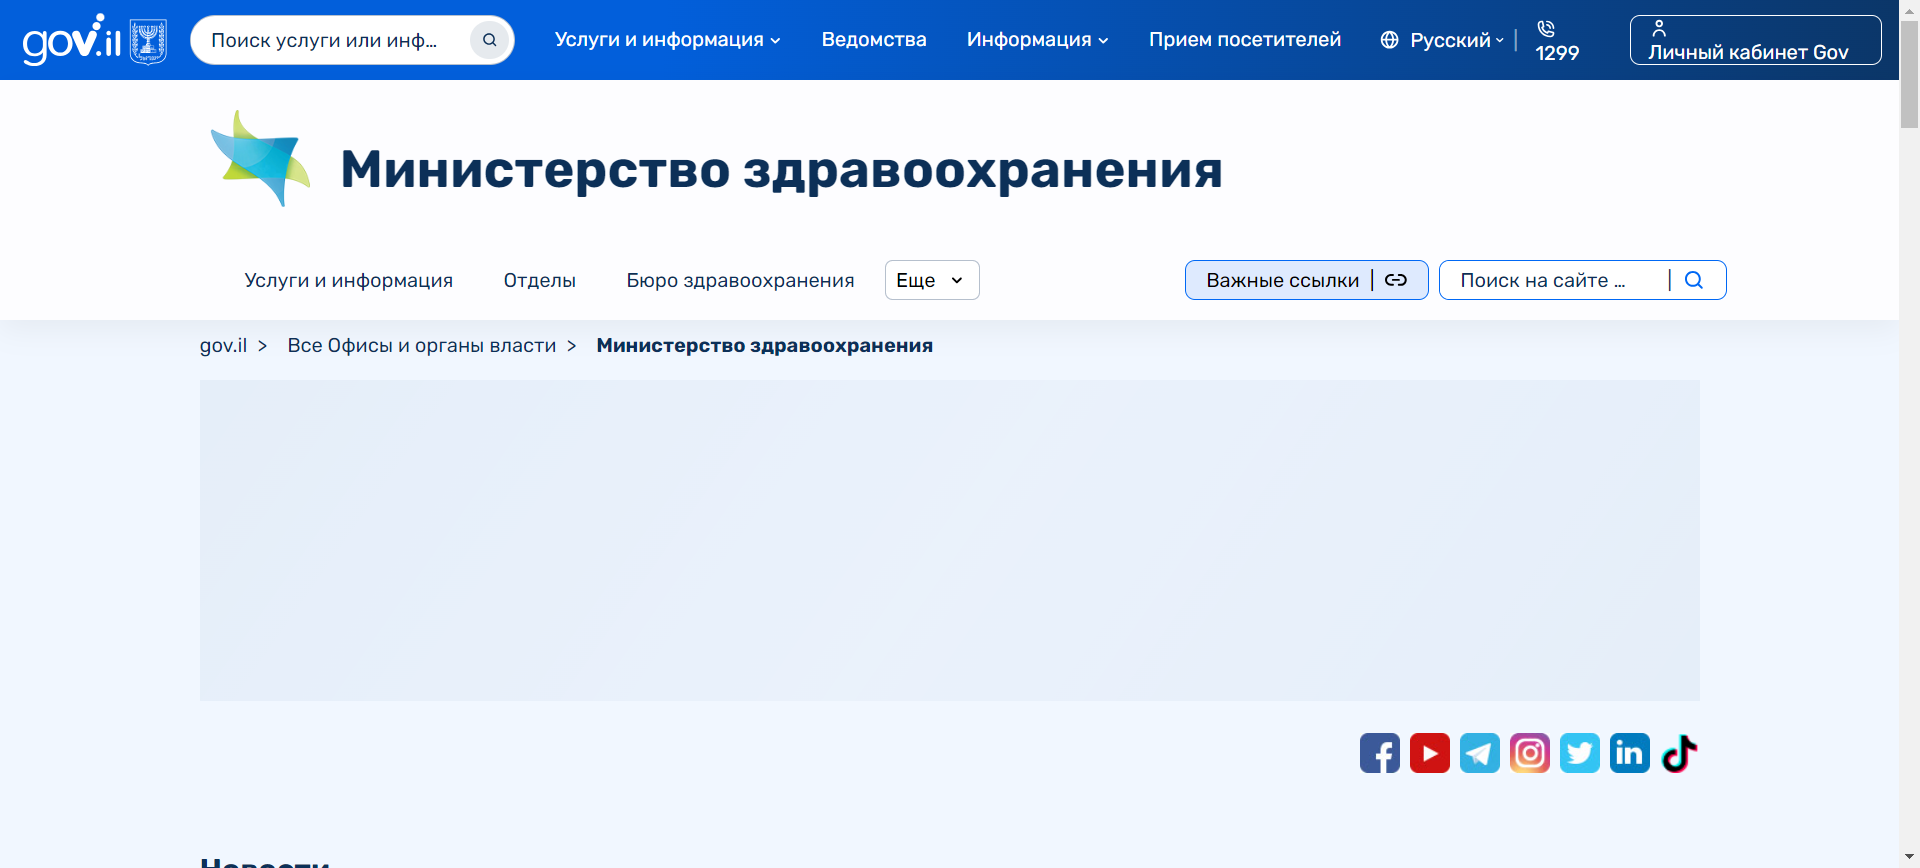 gov.il
Поиск услуги или инф...
Услуги и информация
Ведомства
Информация
Прием посетителей
Русский
1299
Личный кабинет Gov
Министерство здравоохранения
Услуги и информация
Отделы
Бюро здравоохранения
Еще
Важные ссылки
Поиск на сайте ...
gov.il > Все Офисы и органы власти > Министерство здравоохранения
Новости